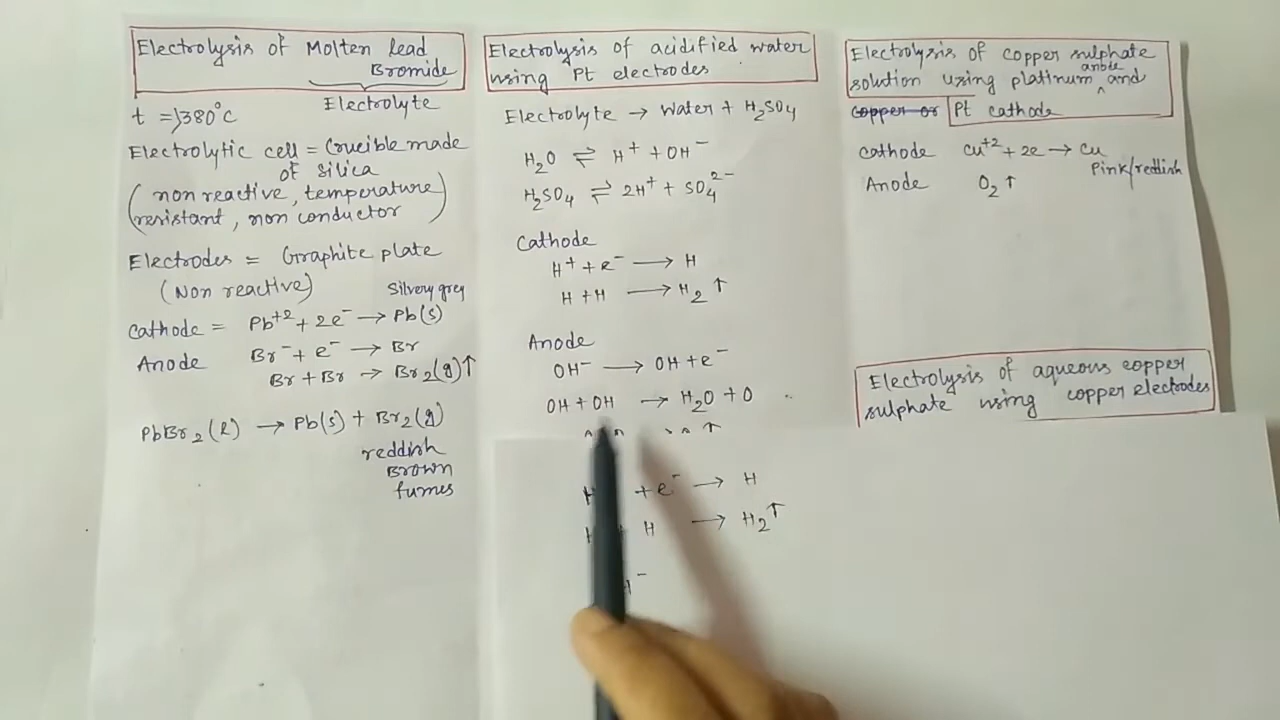 Electrolysis of Molten lead
Bromide
Electrolyte
t = >380°C
Electrolytic cell = Crucible made
of silica
(non reactive, temperature
resistant, non conductor)
Electrodes = Graphite plate
(Non reactive)
Silvery grey
Cathode = Pb⁺² + 2e⁻ → Pb(s)
Anode Br⁻ + e⁻ → Br
Br + Br → Br₂(g)↑
PbBr₂(l) → Pb(s) + Br₂(g)
reddish
Brown
fumes
Electrolysis of acidified water
using Pt electrodes
Electrolyte → water + H₂SO₄
H₂O ⇌ H⁺ + OH⁻
H₂SO₄ ⇌ 2H⁺ + SO₄²⁻
Cathode
H⁺ + e⁻ → H
H + H → H₂↑
Anode
OH⁻ → OH + e⁻
OH + OH → H₂O + O
+ e⁻ → H
H → H₂↑
Electrolysis of copper sulphate
anode
solution using platinum ^ and
copper or Pt cathode
Cathode Cu⁺² + 2e → Cu
Pink/reddish
Anode O₂↑
Electrolysis of aqueous copper
sulphate using copper electrodes